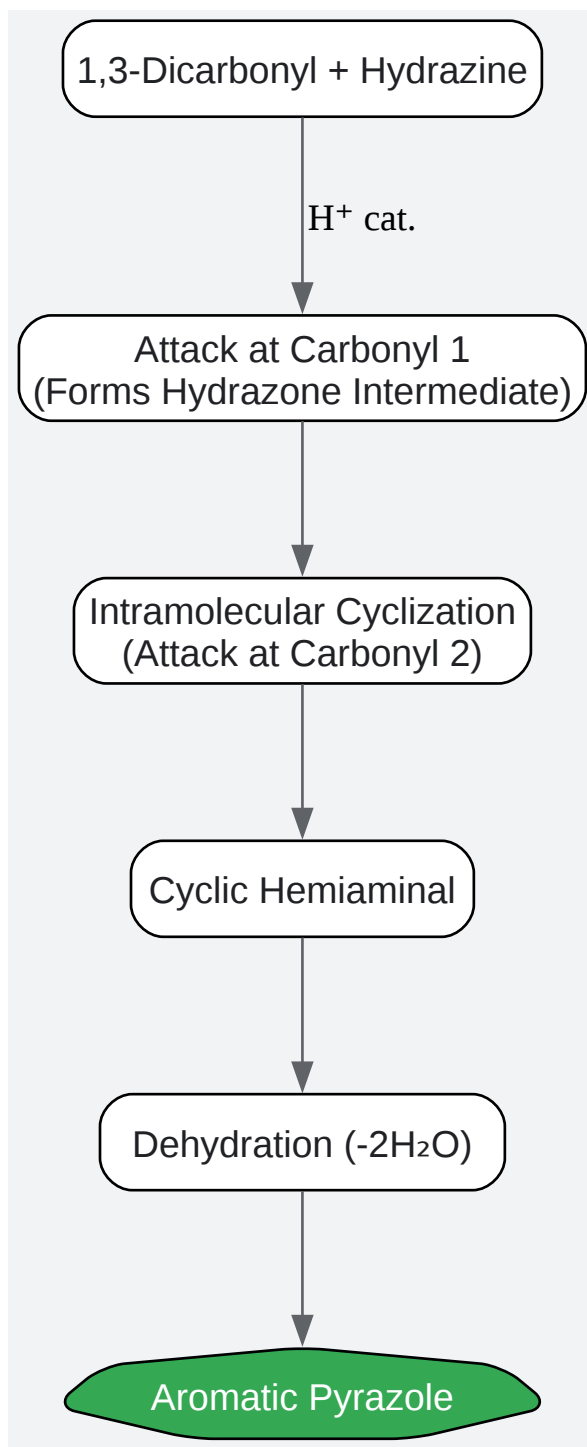 1,3-Dicarbonyl + Hydrazine
H⁺ cat.
Attack at Carbonyl 1
(Forms Hydrazone Intermediate)
Intramolecular Cyclization
(Attack at Carbonyl 2)
Cyclic Hemiaminal
Dehydration (-2H₂O)
Aromatic Pyrazole